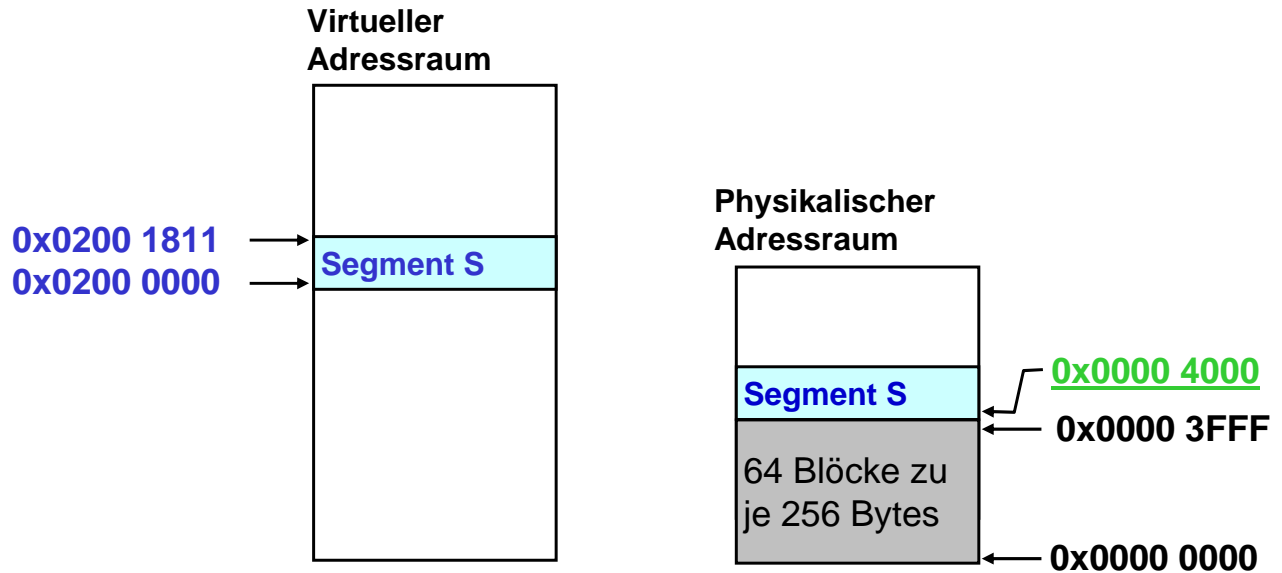 Virtueller
Adressraum
0x0200 1811
0x0200 0000
Segment S
Physikalischer
Adressraum
Segment S
64 Blöcke zu
je 256 Bytes
0x0000 4000
0x0000 3FFF
0x0000 0000